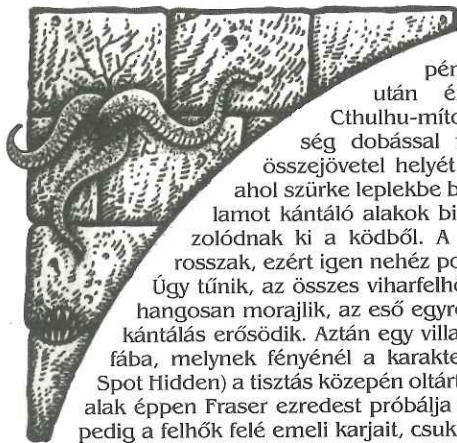 pén
után é
Cthulhu-míto
ség dobással
összejövetel helyét
ahol szürke leplekbe b
lamot kántáló alakok bi
zolódnak ki a ködből. A
rosszak, ezért igen nehéz po
Úgy tűnik, az összes viharfelhő
hangosan morajlik, az eső egyre
kántálás erősödik. Aztán egy villa
fába, melynek fényénél a karakte
Spot Hidden) a tisztás közepén oltárt
alak éppen Fraser ezredest próbálja
pedig a felhők felé emeli karjait, csuk